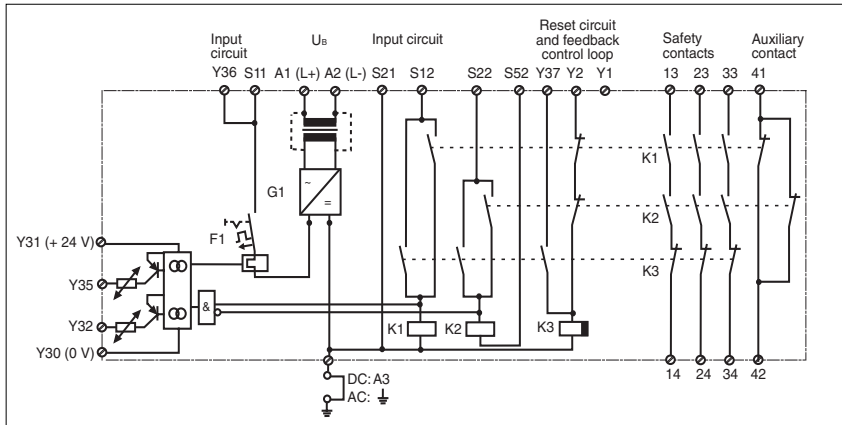 Input circuit
UB
Input circuit
Reset circuit and feedback control loop
Safety contacts
Auxiliary contact
Y36 S11 A1 (L+) A2 (L-) S21 S12 S22 S52 Y37 Y2 Y1 13 23 33 41
K1
G1
~
=
K2
F1
Y31 (+ 24 V)
K3
Y35
&
Y32
K1 K2 K3
Y30 (0 V)
14 24 34 42
DC: A3
AC: